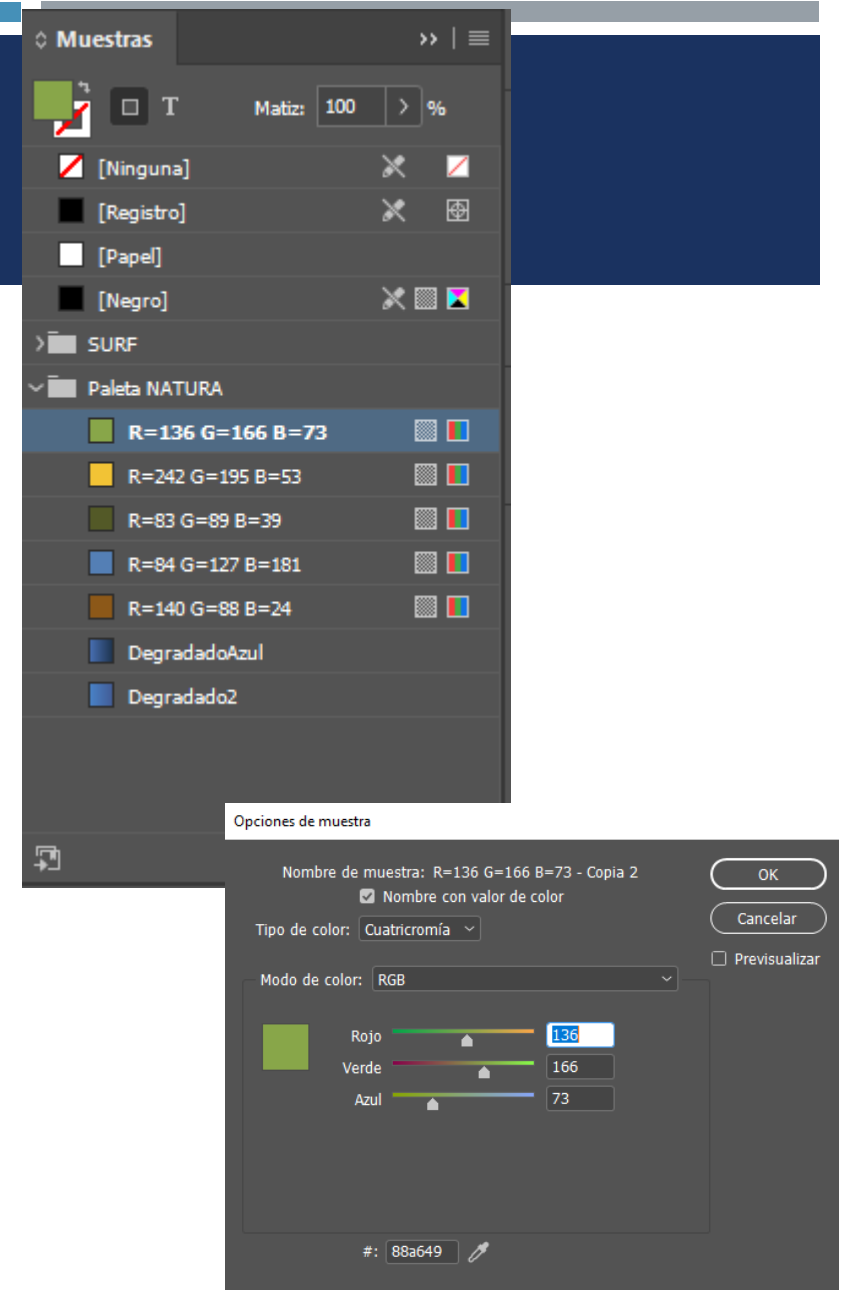 Muestras
T Matiz: 100 %
[Ninguna]
[Registro]
[Papel]
[Negro]
SURF
Paleta NATURA
R=136 G=166 B=73
R=242 G=195 B=53
R=83 G=89 B=39
R=84 G=127 B=181
R=140 G=88 B=24
DegradadoAzul
Degradado2
Opciones de muestra
Nombre de muestra: R=136 G=166 B=73 - Copia 2
OK
Nombre con valor de color
Cancelar
Tipo de color: Cuatricromía
Previsualizar
Modo de color: RGB
Rojo 136
Verde 166
Azul 73
#: 88a649